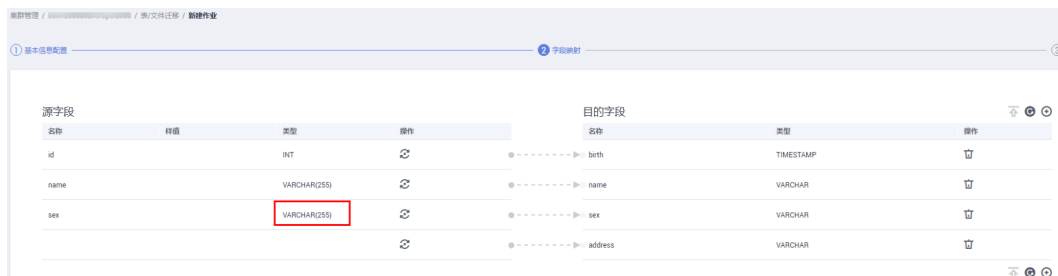 集群管理 / / 表/文件迁移 / 新建作业
1 基本信息配置 2 字段映射 3
源字段 目的字段
名称 样值 类型 操作 名称 类型 操作
id INT birth TIMESTAMP
name VARCHAR(255) name VARCHAR
sex VARCHAR(255) sex VARCHAR
address VARCHAR